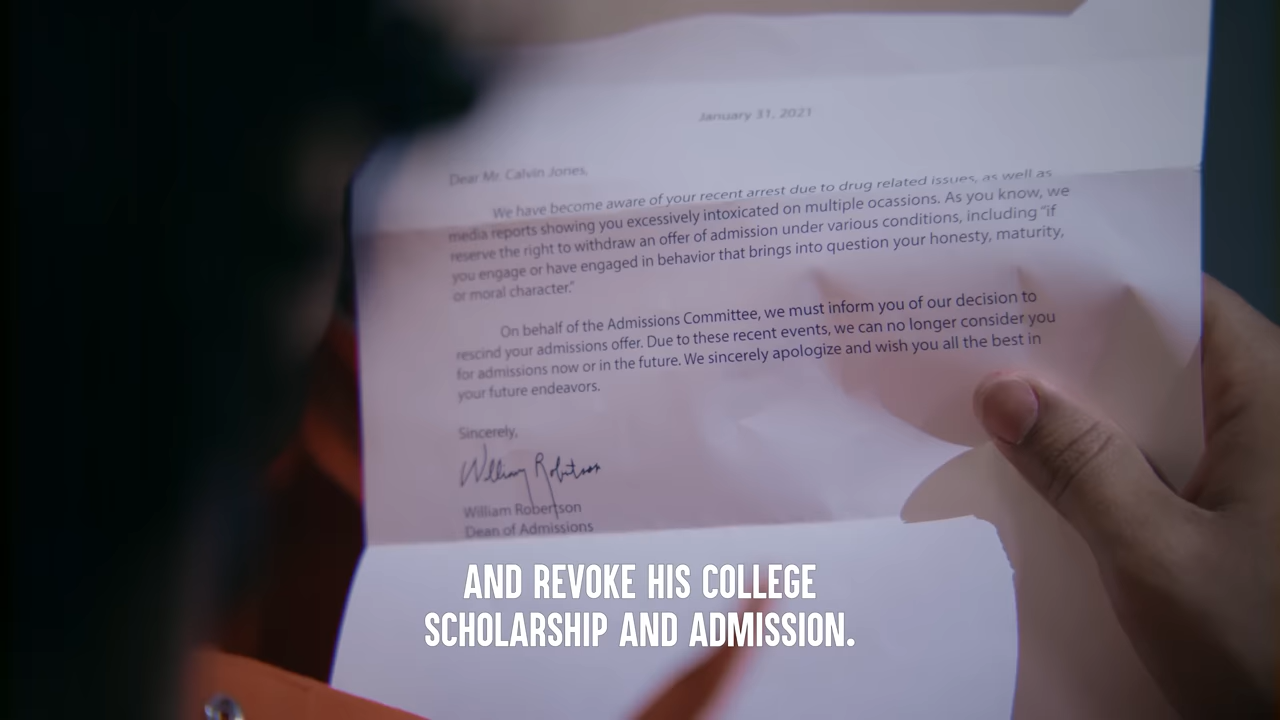 January 31, 2021
Dear Mr. Calvin Jones,
We have become aware of your recent arrest due to drug related issues, as well as
media reports showing you excessively intoxicated on multiple ocassions. As you know, we
reserve the right to withdraw an offer of admission under various conditions, including "if
you engage or have engaged in behavior that brings into question your honesty, maturity,
or moral character."
On behalf of the Admissions Committee, we must inform you of our decision to
rescind your admissions offer. Due to these recent events, we can no longer consider you
for admissions now or in the future. We sincerely apologize and wish you all the best in
your future endeavors.
Sincerely,
William Robertson
William Robertson
Dean of Admissions
AND REVOKE HIS COLLEGE
SCHOLARSHIP AND ADMISSION.